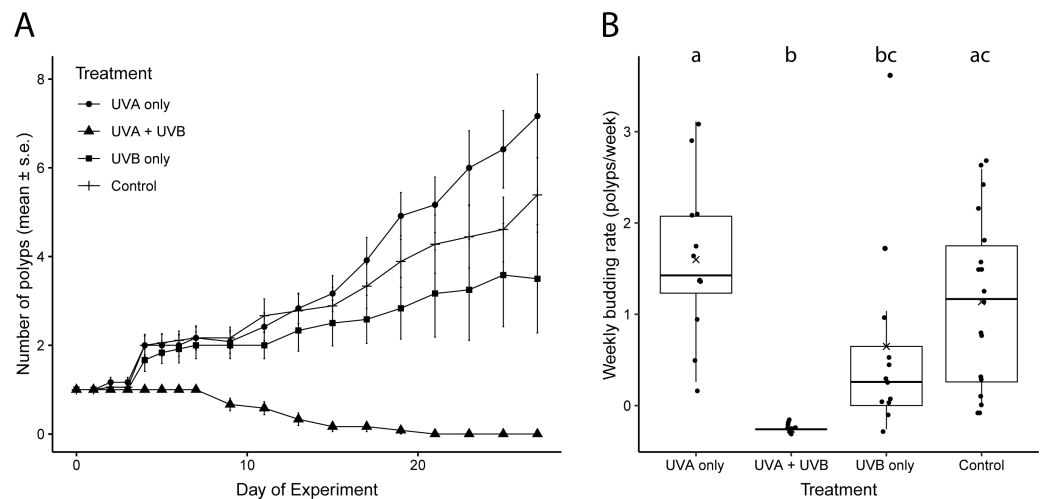 A
Treatment
UVA only
UVA + UVB
UVB only
Control
8
6
4
2
0
Number of polyps (mean ± s.e.)
0
10
20
Day of Experiment
B
a
b
bc
ac
3
2
1
0
Weekly budding rate (polyps/week)
UVA only
UVA + UVB
UVB only
Control
Treatment